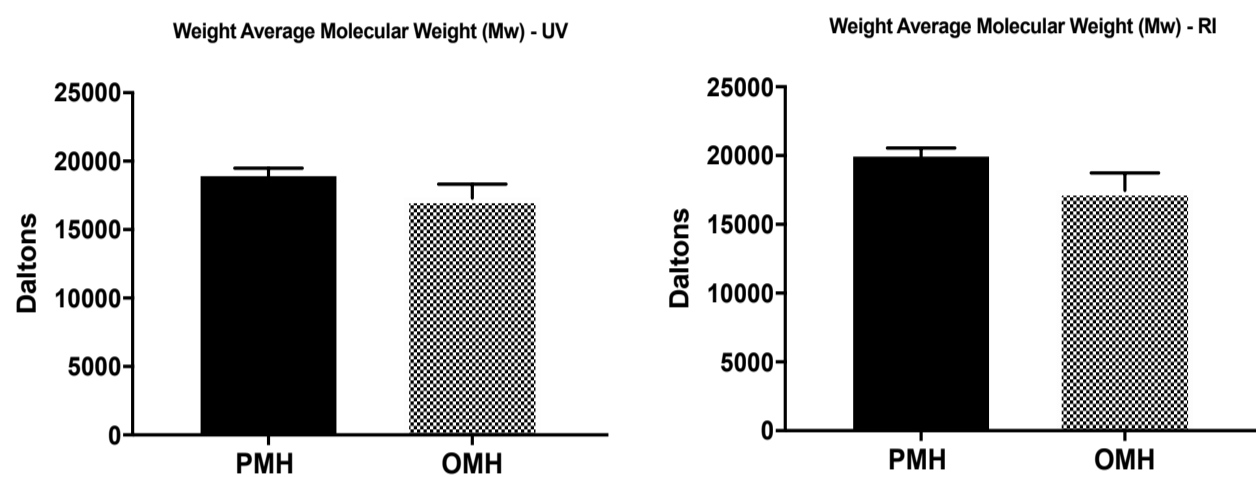 Weight Average Molecular Weight (Mw) - UV
Daltons
25000
20000
15000
10000
5000
0
PMH OMH
Weight Average Molecular Weight (Mw) - RI
Daltons
25000
20000
15000
10000
5000
0
PMH OMH